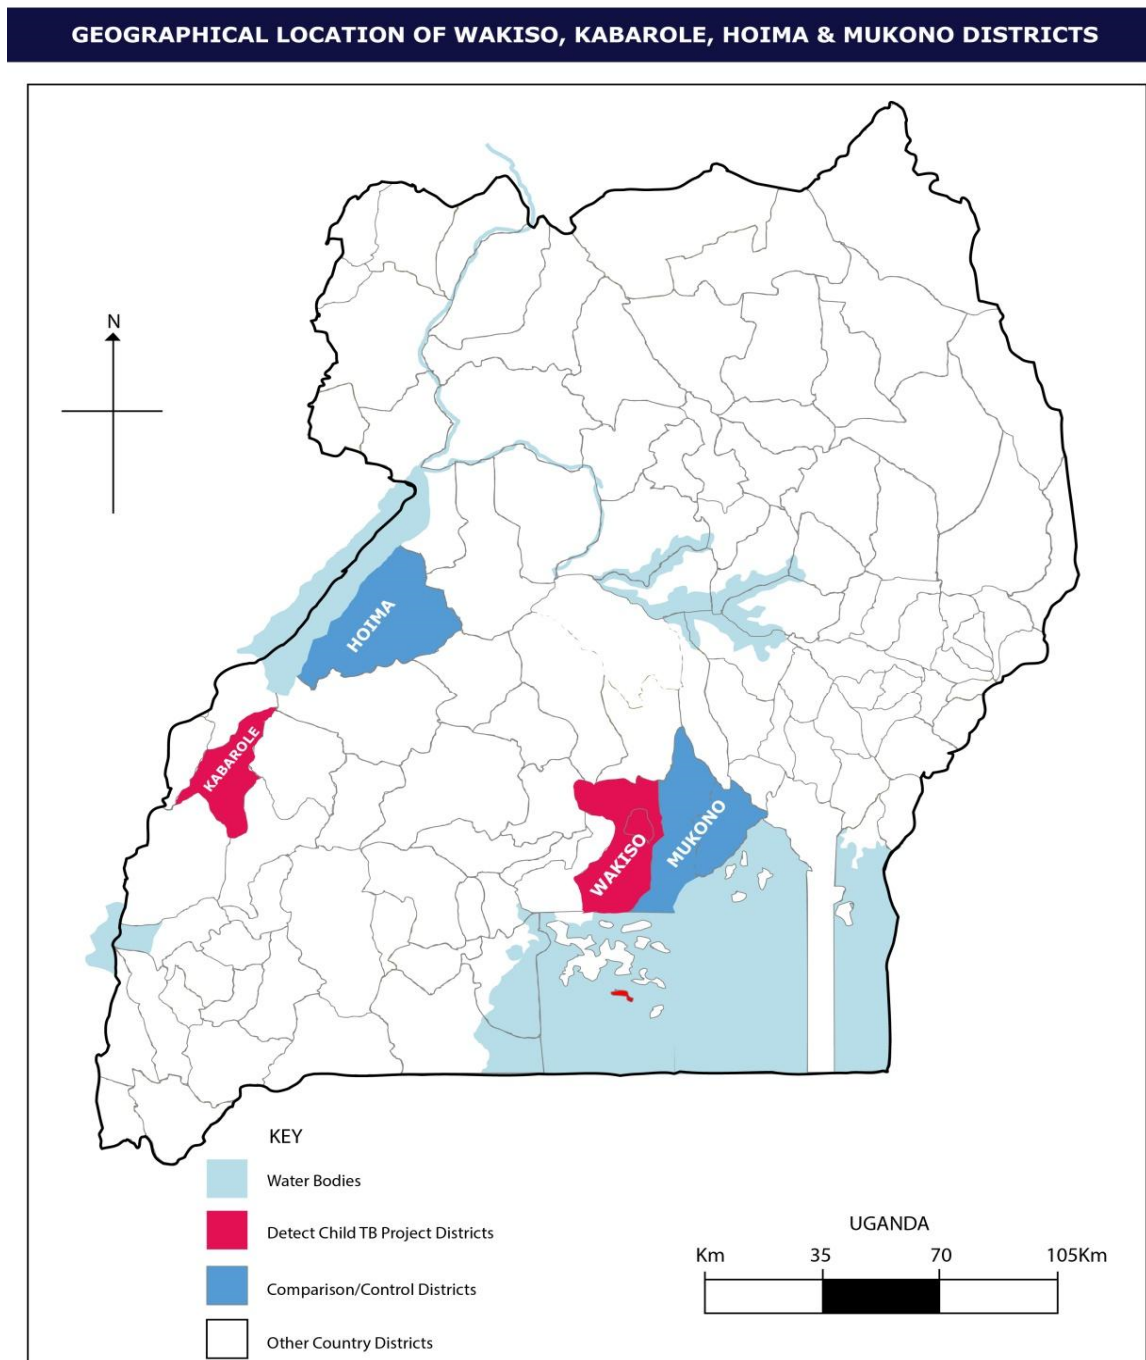 GEOGRAPHICAL LOCATION OF WAKISO, KABAROLE, HOIMA & MUKONO DISTRICTS
N
HOIMA
KABAROLE
WAKISO
MUKONO
KEY
Water Bodies
Detect Child TB Project Districts
Comparison/Control Districts
Other Country Districts
UGANDA
Km 35 70 105Km